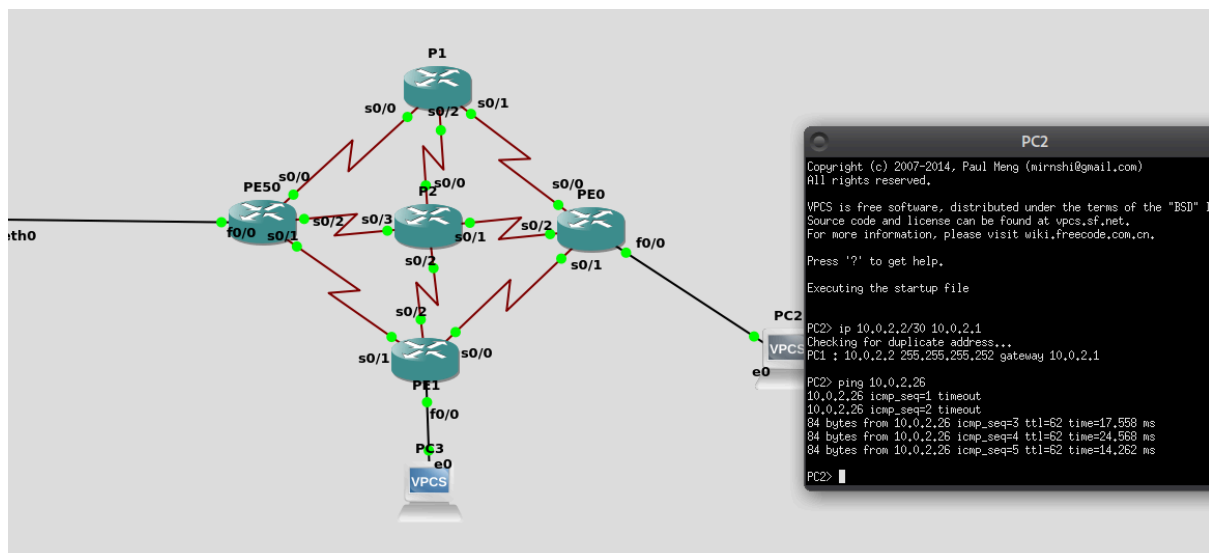 P1
s0/0
s0/2
s0/1
s0/0
s0/0
s0/0
PE50
P2
PE0
s0/2
s0/3
s0/2
eth0
f0/0
s0/1
s0/1
f0/0
s0/2
s0/1
s0/2
PC2
s0/1
s0/0
VPCS
PE1
e0
f0/0
PC3
e0
VPCS
PC2
Copyright (c) 2007-2014, Paul Meng (mirnshi@gmail.com)
All rights reserved.
VPCS is free software, distributed under the terms of the "BSD"
Source code and license can be found at vpcs.sf.net.
For more information, please visit wiki.freecode.com.cn.
Press '?' to get help.
Executing the startup file
PC2> ip 10.0.2.2/30 10.0.2.1
Checking for duplicate address...
PC1 : 10.0.2.2 255.255.255.252 gateway 10.0.2.1
PC2> ping 10.0.2.26
10.0.2.26 icmp_seq=1 timeout
10.0.2.26 icmp_seq=2 timeout
84 bytes from 10.0.2.26 icmp_seq=3 ttl=62 time=17.558 ms
84 bytes from 10.0.2.26 icmp_seq=4 ttl=62 time=24.568 ms
84 bytes from 10.0.2.26 icmp_seq=5 ttl=62 time=14.262 ms
PC2>